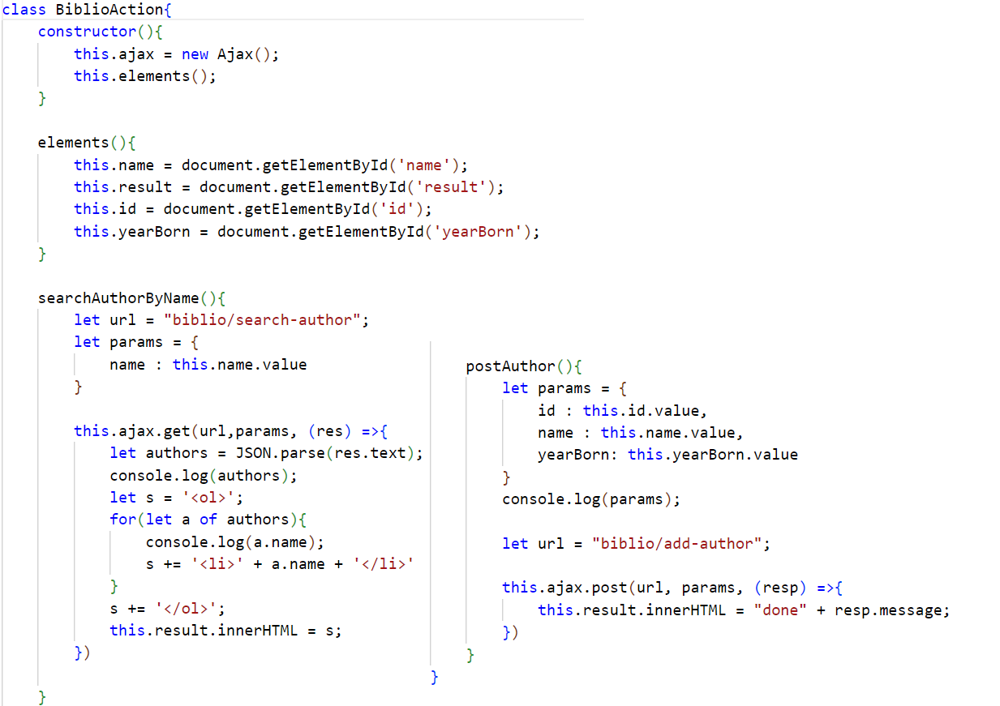 class BiblioAction{
    constructor(){
        this.ajax = new Ajax();
        this.elements();
    }

    elements(){
        this.name = document.getElementById('name');
        this.result = document.getElementById('result');
        this.id = document.getElementById('id');
        this.yearBorn = document.getElementById('yearBorn');
    }

    searchAuthorByName(){
        let url = "biblio/search-author";
        let params = {
            name : this.name.value
        }

        this.ajax.get(url,params, (res) =>{
            let authors = JSON.parse(res.text);
            console.log(authors);
            let s = '<ol>';
            for(let a of authors){
                console.log(a.name);
                s += '<li>' + a.name + '</li>'
            }
            s += '</ol>';
            this.result.innerHTML = s;
        })

    }

    postAuthor(){
        let params = {
            id : this.id.value,
            name : this.name.value,
            yearBorn: this.yearBorn.value
        }
        console.log(params);

        let url = "biblio/add-author";

        this.ajax.post(url, params, (resp) =>{
            this.result.innerHTML = "done" + resp.message;
        })
    }
}